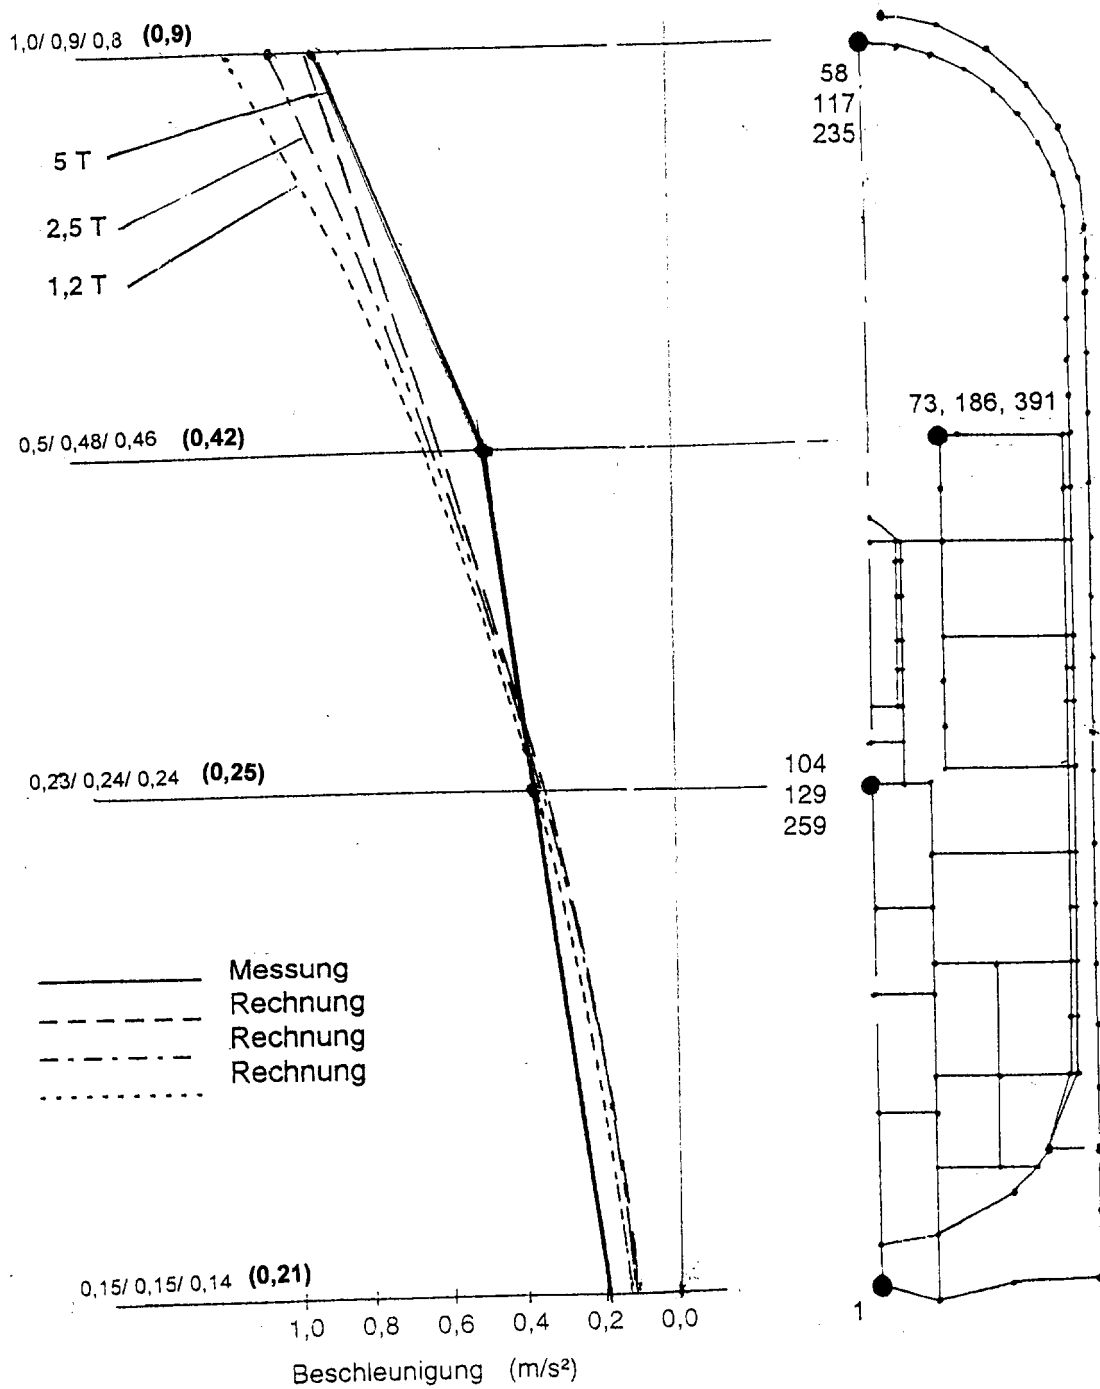 1,0/ 0,9/ 0,8 (0,9)
5 T
2,5 T
1,2 T
0,5/ 0,48/ 0,46 (0,42)
0,23/ 0,24/ 0,24 (0,25)
Messung
Rechnung
Rechnung
Rechnung
0,15/ 0,15/ 0,14 (0,21)
1,0 0,8 0,6 0,4 0,2 0,0
Beschleunigung (m/s²)
58
117
235
73, 186, 391
104
129
259
1